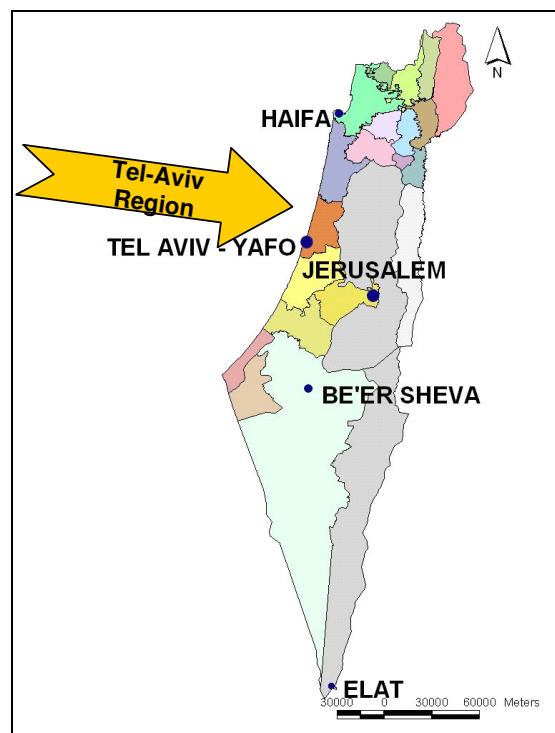 N
HAIFA
Tel-Aviv
Region
TEL AVIV - YAFO
JERUSALEM
BE'ER SHEVA
ELAT
30000 0 30000 60000 Meters